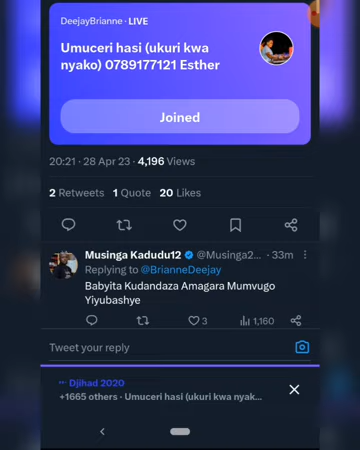 DeejayBrianne · LIVE
Umuceri hasi (ukuri kwa
nyako) 0789177121 Esther
Joined
20:21 · 28 Apr 23 · 4,196 Views
2 Retweets 1 Quote 20 Likes
Musinga Kadudu12 @Musinga2... · 33m
Replying to @BrianneDeejay
Babyita Kudandaza Amagara Mumvugo
Yiyubashye
3 1,160
Tweet your reply
Djihad 2020
+1665 others · Umuceri hasi (ukuri kwa nyak...